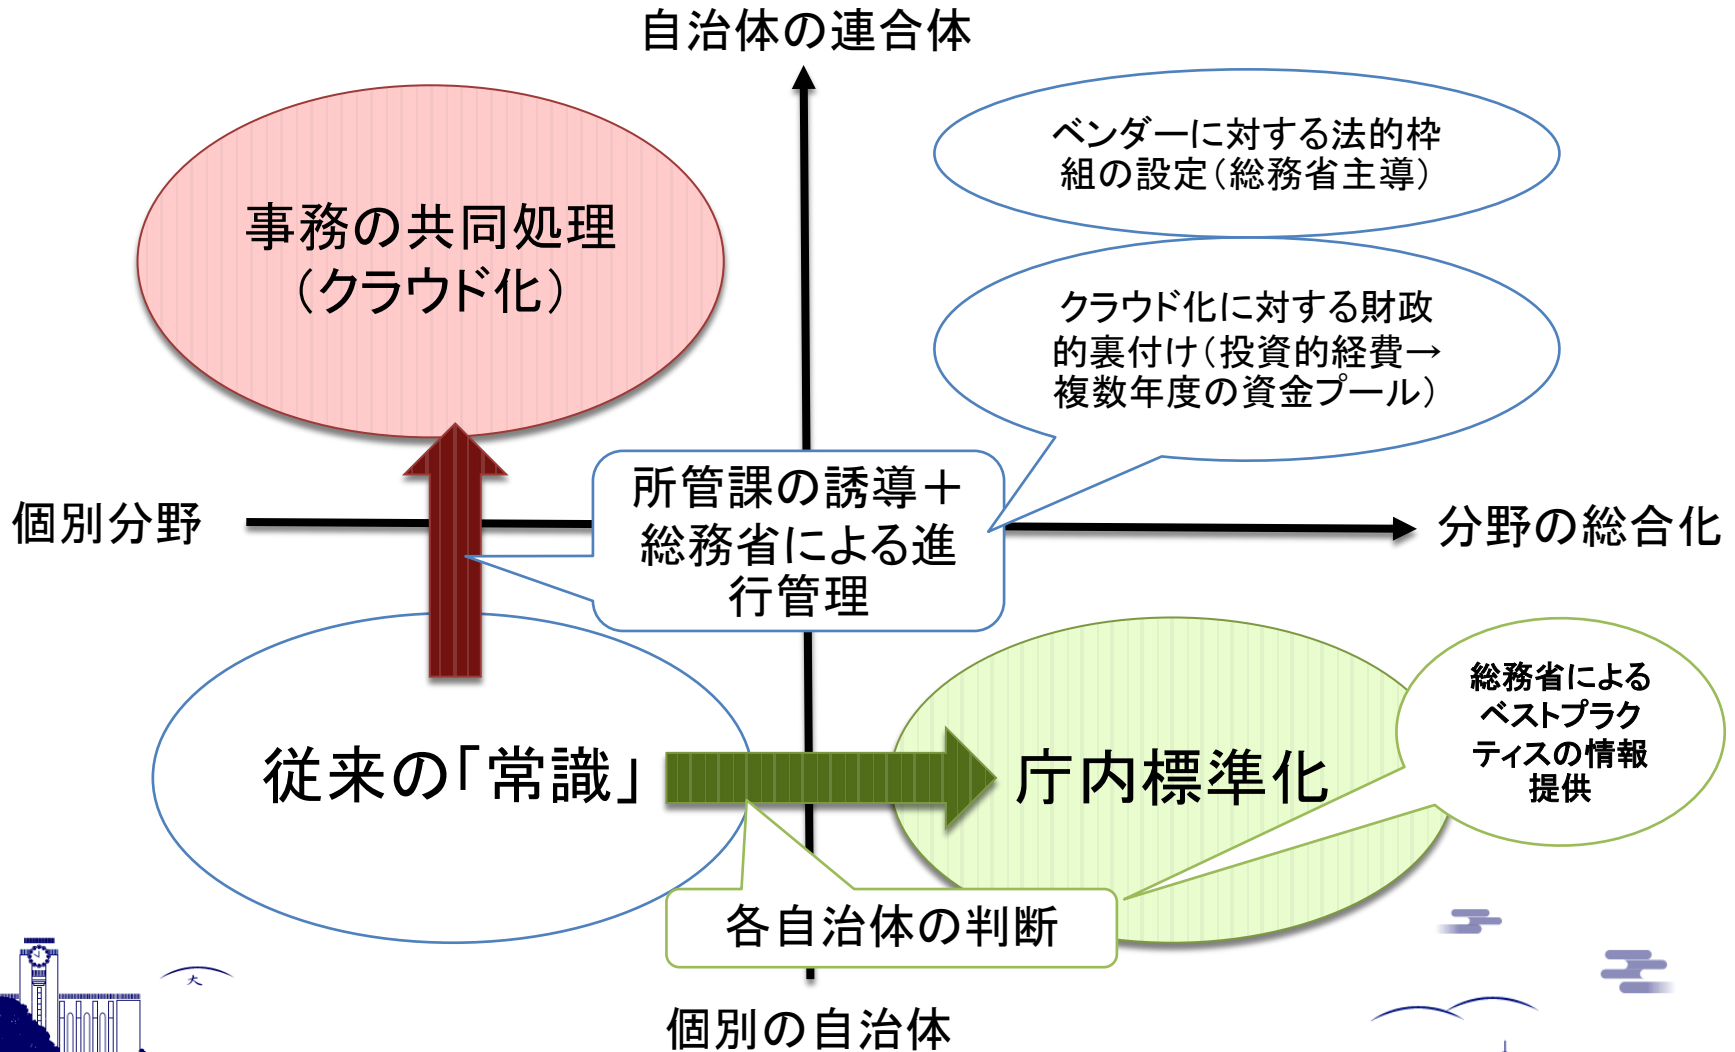 自治体の連合体
ベンダーに対する法的枠
組の設定（総務省主導）
事務の共同処理
（クラウド化）
クラウド化に対する財政
的裏付け（投資的経費→
複数年度の資金プール）
所管課の誘導＋
総務省による進
行管理
個別分野
分野の総合化
総務省による
ベストプラク
ティスの情報
提供
従来の「常識」
庁内標準化
各自治体の判断
大
個別の自治体